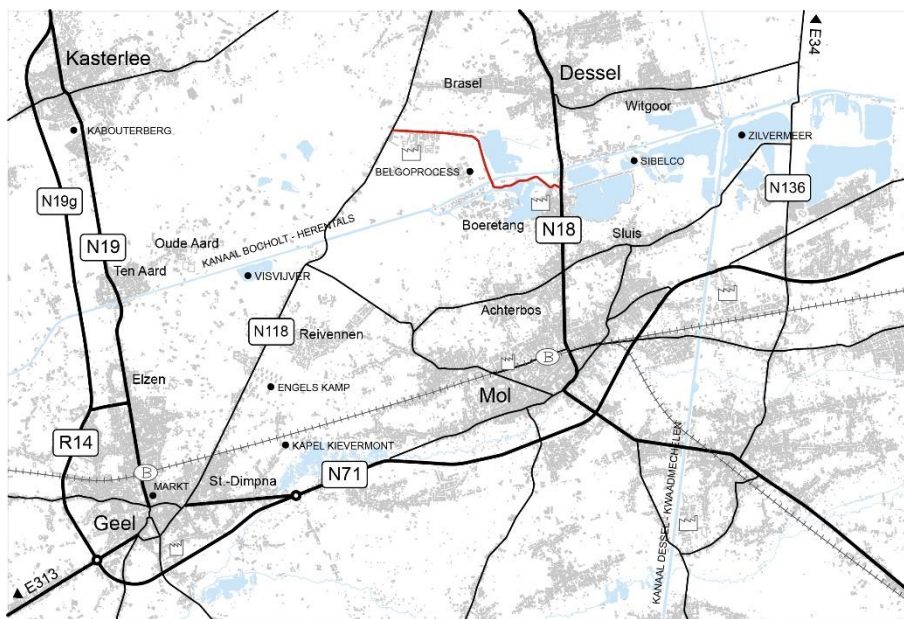 E34
Kasterlee
Brasel
Dessel
Witgoor
KABOUTERBERG
ZILVERMEER
SIBELCO
BELGOPROCESS
N136
N19g
N19
Oude Aard
KANAAL BOCHOLT - HERENTALS
Boeretang
N18
Sluis
Ten Aard
VISVIJVER
N118
Reivennen
Achterbos
B
Elzen
ENGELS KAMP
Mol
R14
KAPEL KIEVERMONT
B
MARKT
St.-Dimpna
N71
Geel
KANAAL DESSEL - KWAADMECHELEN
E313